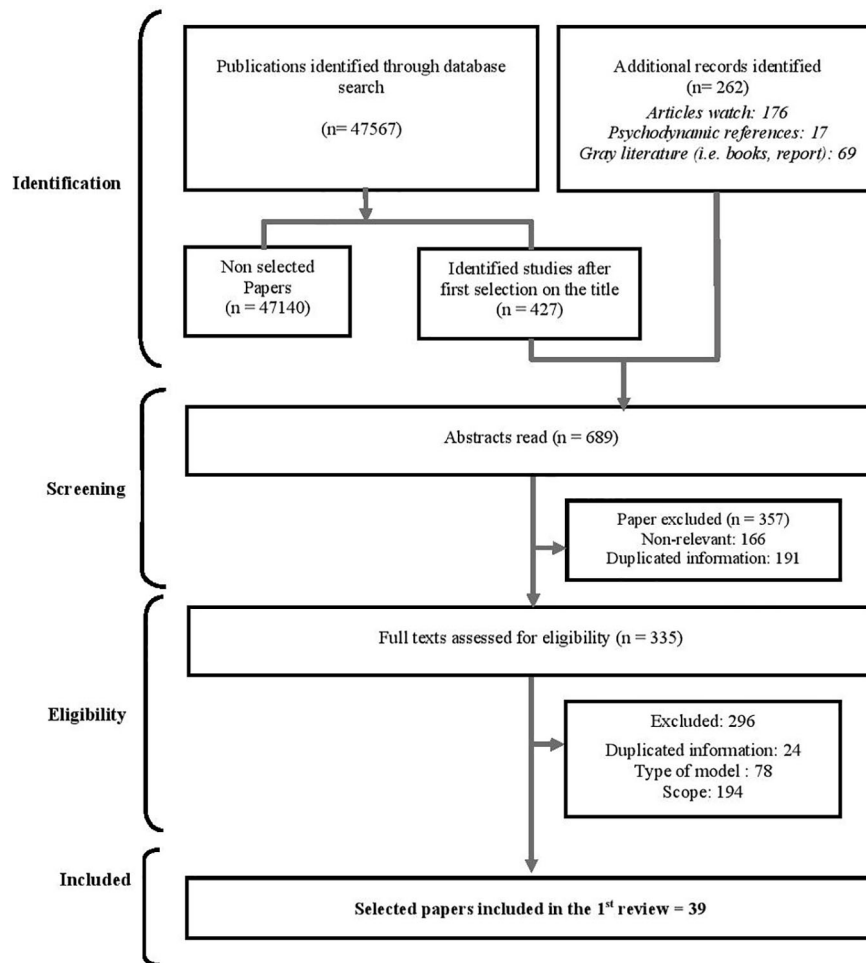 Identification
Publications identified through database
search
(n= 47567)
Additional records identified
(n= 262)
Articles watch: 176
Psychodynamic references: 17
Gray literature (i.e. books, report): 69
Non selected
Papers
(n = 47140)
Identified studies after
first selection on the title
(n = 427)
Screening
Abstracts read (n = 689)
Paper excluded (n = 357)
Non-relevant: 166
Duplicated information: 191
Eligibility
Full texts assessed for eligibility (n = 335)
Excluded: 296
Duplicated information: 24
Type of model : 78
Scope: 194
Included
Selected papers included in the 1st review = 39